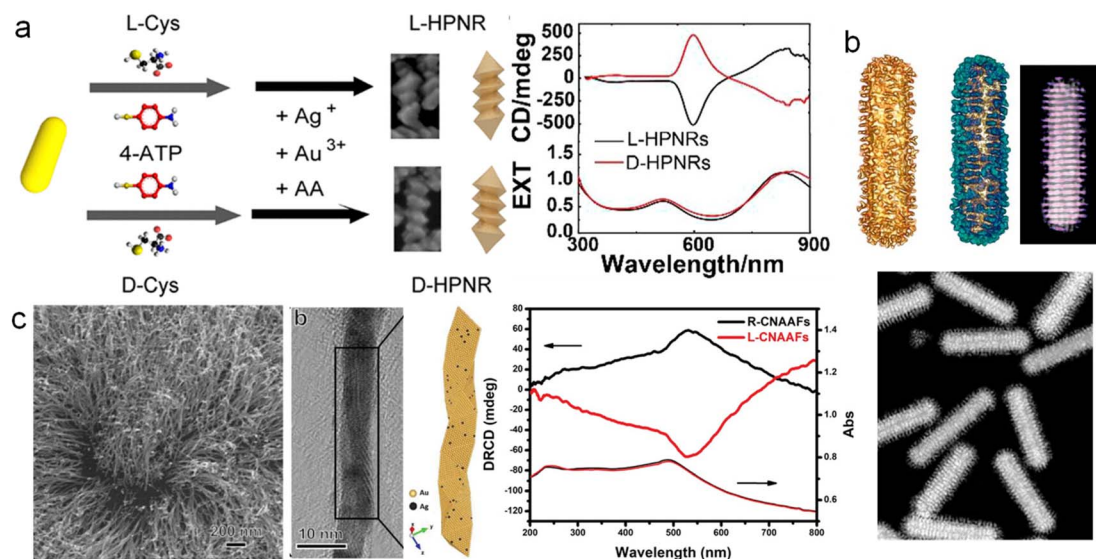 a
L-Cys
4-ATP
D-Cys
+ Ag +
+ Au 3+
+ AA
L-HPNR
D-HPNR
CD/mdeg
500
250
0
-250
-500
L-HPNRs
D-HPNRs
EXT
1.0
0.5
0.0
300
600
900
Wavelength/nm
b
c
200 nm
b
10 nm
Au
Ag
x
y
z
DRCD (mdeg)
80
60
40
20
0
-20
-40
-60
-80
-100
-120
R-CNAAFs
L-CNAAFs
1.4
1.2
1.0
0.8
0.6
Abs
200
300
400
500
600
700
800
Wavelength (nm)